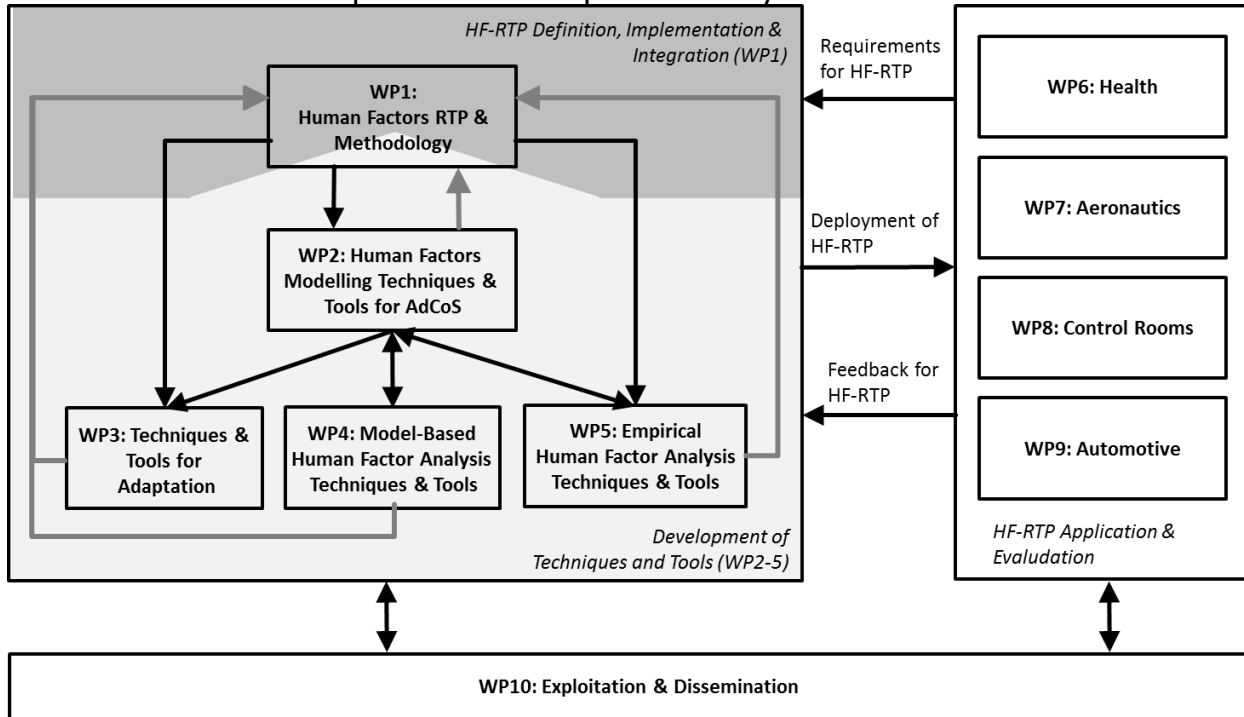 HF-RTP Definition, Implementation &
Integration (WP1)
WP1:
Human Factors RTP &
Methodology
WP2: Human Factors
Modelling Techniques &
Tools for AdCoS
WP3: Techniques &
Tools for
Adaptation
WP4: Model-Based
Human Factor Analysis
Techniques & Tools
WP5: Empirical
Human Factor Analysis
Techniques & Tools
Development of
Techniques and Tools (WP2-5)
Requirements
for HF-RTP
Deployment of
HF-RTP
Feedback for
HF-RTP
WP6: Health
WP7: Aeronautics
WP8: Control Rooms
WP9: Automotive
HF-RTP Application &
Evaludation
WP10: Exploitation & Dissemination